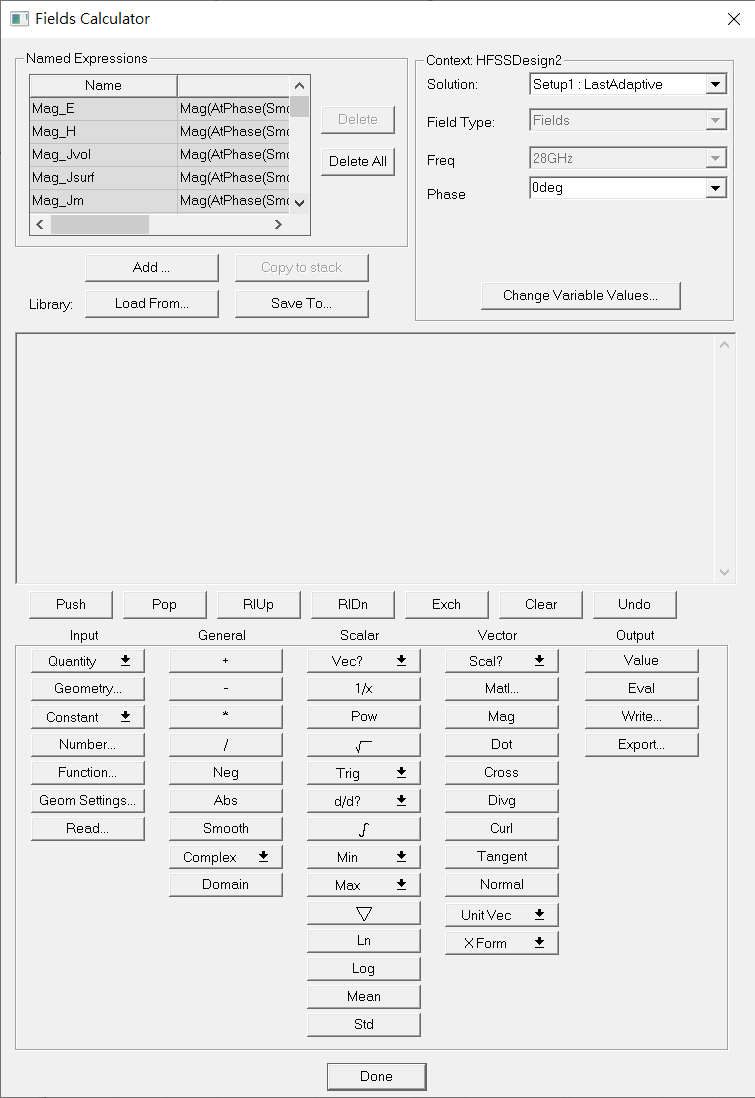 Fields Calculator
Named Expressions
Name
Mag_E Mag(AtPhase(Smo
Mag_H Mag(AtPhase(Smo
Mag_Jvol Mag(AtPhase(Smo
Mag_Jsurf Mag(AtPhase(Smo
Mag_Jm Mag(AtPhase(Smo
Delete
Delete All
Context: HFSSDesign2
Solution: Setup1 : LastAdaptive
Field Type: Fields
Freq 28GHz
Phase 0deg
Change Variable Values...
Add ... Copy to stack
Library: Load From... Save To...
Push Pop RlUp RlDn Exch Clear Undo
Input General Scalar Vector Output
Quantity + Vec? Scal? Value
Geometry... - 1/x Matl... Eval
Constant * Pow Mag Write...
Number... / √ Dot Export...
Function... Neg Trig Cross
Geom Settings... Abs d/d? Divg
Read... Smooth ∫ Curl
Complex Min Tangent
Domain Max Normal
▽ Unit Vec
Ln X Form
Log
Mean
Std
Done